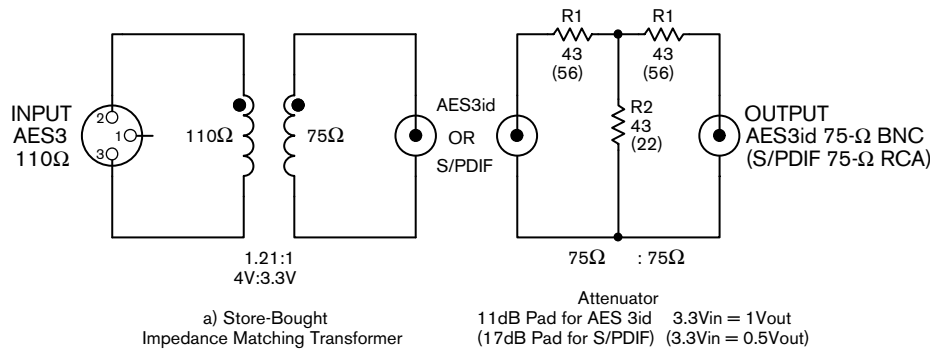 R1 R1
43 43
(56) (56)
INPUT
AES3
110Ω
2
1
3
110Ω 75Ω
AES3id
OR
S/PDIF
R2
43
(22)
OUTPUT
AES3id 75-Ω BNC
(S/PDIF 75-Ω RCA)
1.21:1
4V:3.3V
75Ω : 75Ω
a) Store-Bought
Impedance Matching Transformer
Attenuator
11dB Pad for AES 3id 3.3Vin = 1Vout
(17dB Pad for S/PDIF) (3.3Vin = 0.5Vout)